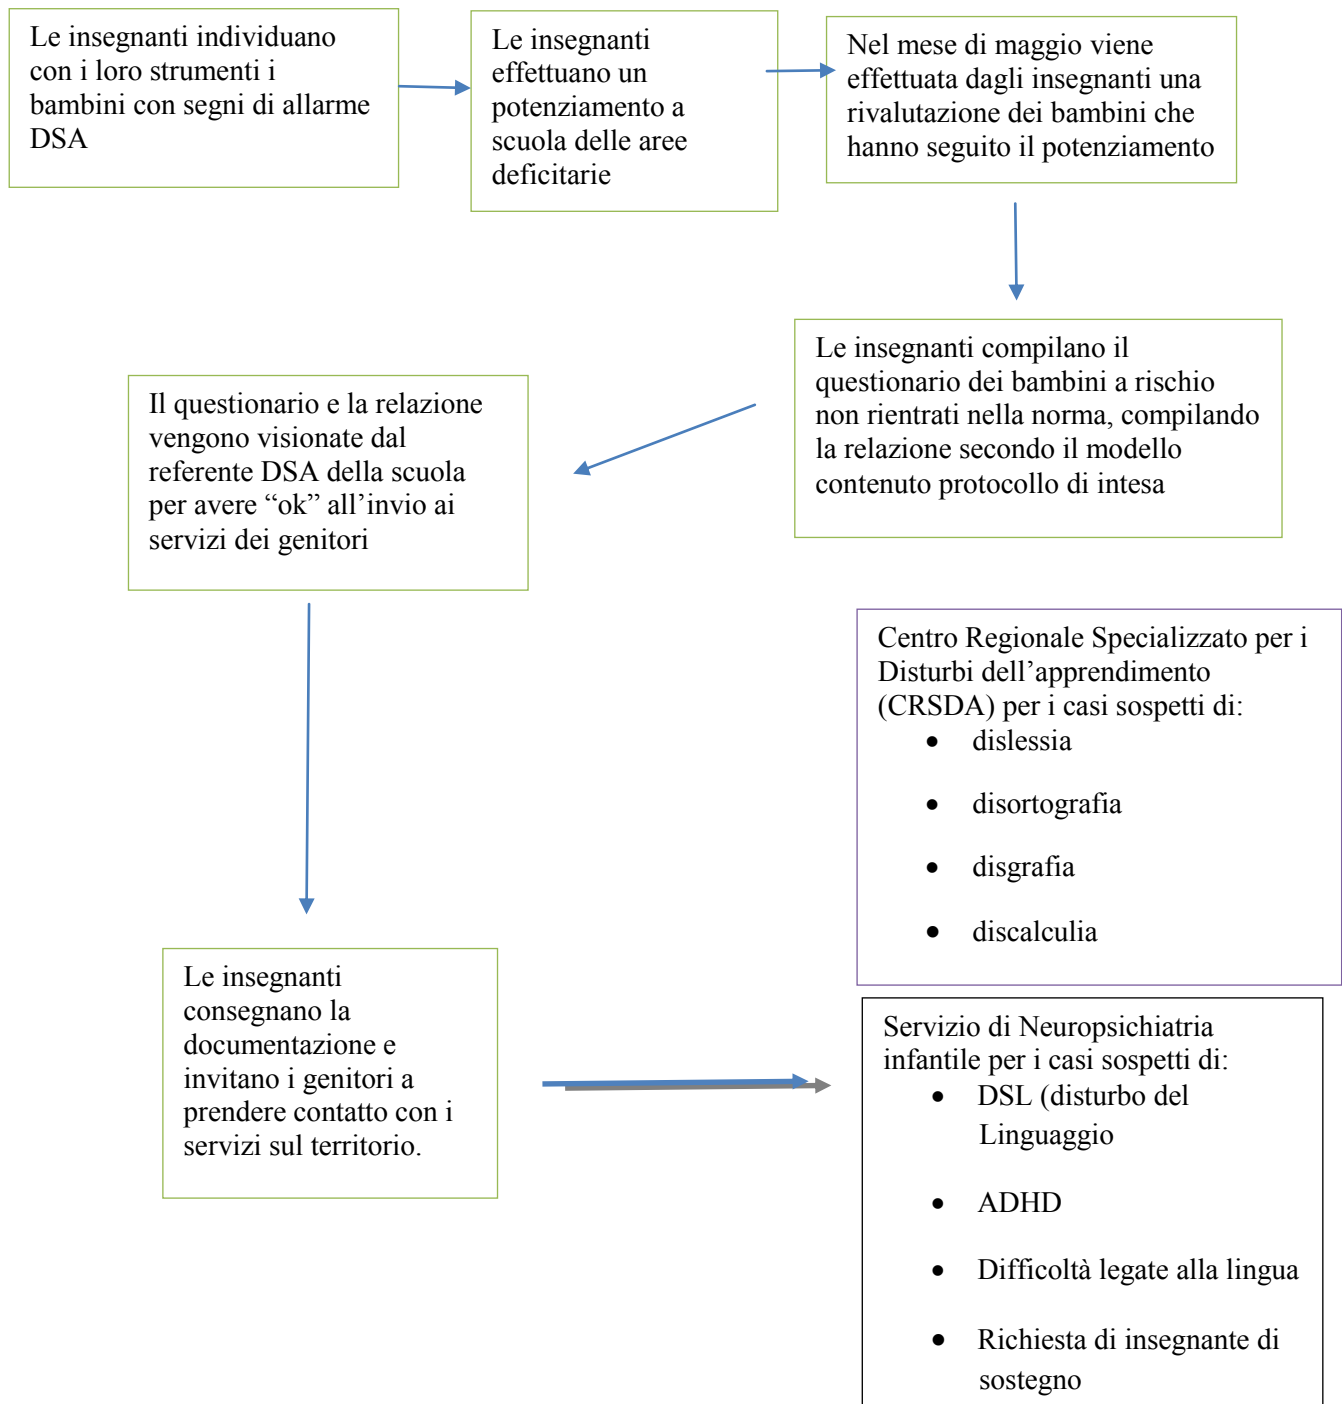 Le insegnanti individuano
con i loro strumenti i
bambini con segni di allarme
DSA
Le insegnanti
effettuano un
potenziamento a
scuola delle aree
deficitarie
Nel mese di maggio viene
effettuata dagli insegnanti una
rivalutazione dei bambini che
hanno seguito il potenziamento
Le insegnanti compilano il
questionario dei bambini a rischio
non rientrati nella norma, compilando
la relazione secondo il modello
contenuto protocollo di intesa
Il questionario e la relazione
vengono visionate dal
referente DSA della scuola
per avere “ok” all’invio ai
servizi dei genitori
Le insegnanti
consegnano la
documentazione e
invitano i genitori a
prendere contatto con i
servizi sul territorio.
Centro Regionale Specializzato per i
Disturbi dell’apprendimento
(CRSDA) per i casi sospetti di:
• dislessia
• disortografia
• disgrafia
• discalculia
Servizio di Neuropsichiatria
infantile per i casi sospetti di:
• DSL (disturbo del
Linguaggio
• ADHD
• Difficoltà legate alla lingua
• Richiesta di insegnante di
sostegno